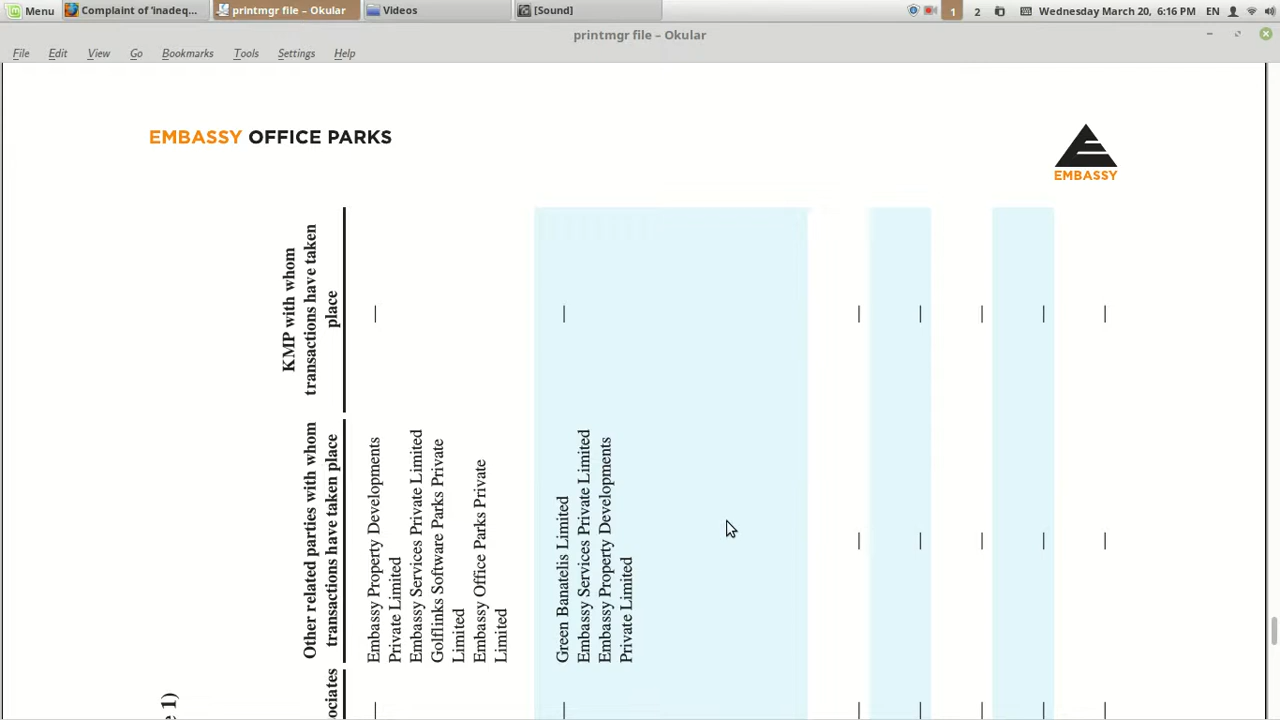 Menu
Complaint of 'inadeq...
printmgr file – Okular
Videos
[Sound]
1
2
Wednesday March 20, 6:16 PM
EN
printmgr file – Okular
File Edit View Go Bookmarks Tools Settings Help
EMBASSY OFFICE PARKS
EMBASSY
KMP with whom
transactions have taken
place
—
—
—
—
—
—
—
Other related parties with whom
transactions have taken place
Embassy Property Developments
Private Limited
Embassy Services Private Limited
Golflinks Software Parks Private
Limited
Embassy Office Parks Private
Limited
Green Banatelis Limited
Embassy Services Private Limited
Embassy Property Developments
Private Limited
—
—
—
—
—
ociates
—
—
—
—
—
—
—
1)